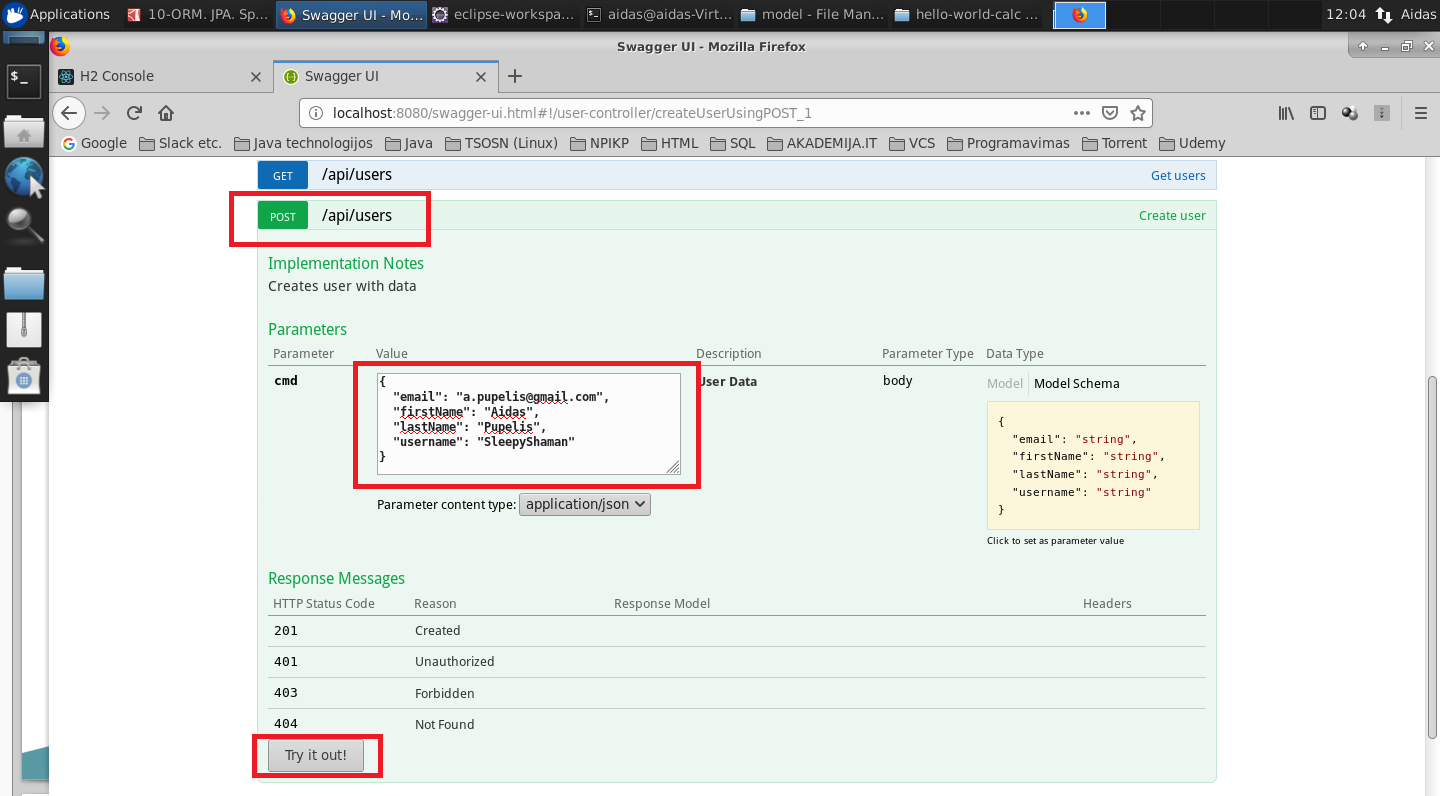 Applications 10-ORM. JPA. Sp... Swagger UI - Mo... eclipse-workspa... aidas@aidas-Virt... model - File Man... hello-world-calc ... 12:04 Aidas
Swagger UI - Mozilla Firefox
H2 Console Swagger UI
localhost:8080/swagger-ui.html#!/user-controller/createUserUsingPOST_1
Google Slack etc. Java technologijos Java TSOSN (Linux) NPIKP HTML SQL AKADEMIJA.IT VCS Programavimas Torrent Udemy
GET /api/users Get users
POST /api/users Create user
Implementation Notes
Creates user with data
Parameters
Parameter Value Description Parameter Type Data Type
cmd
{
"email": "a.pupelis@gmail.com",
"firstName": "Aidas",
"lastName": "Pupelis",
"username": "SleepyShaman"
}
Parameter content type: application/json
User Data
body
Model Model Schema
{
"email": "string",
"firstName": "string",
"lastName": "string",
"username": "string"
}
Click to set as parameter value
Response Messages
HTTP Status Code Reason Response Model Headers
201 Created
401 Unauthorized
403 Forbidden
404 Not Found
Try it out!